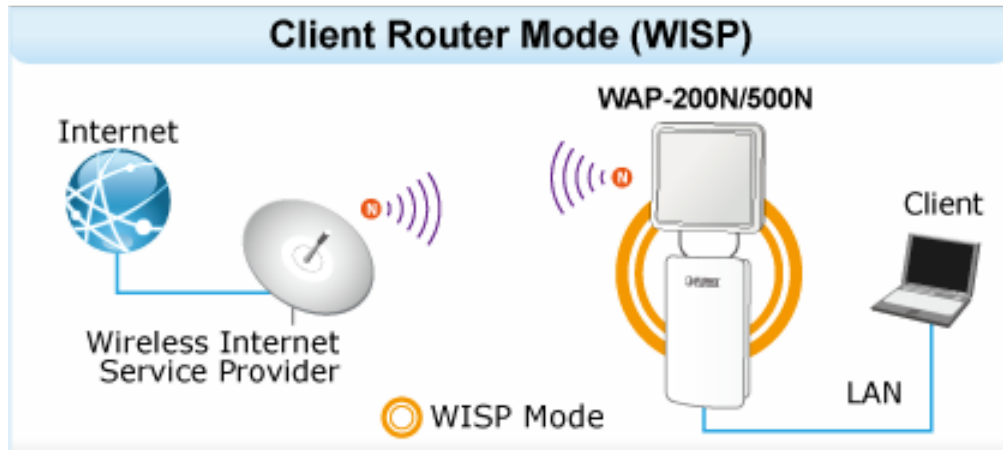 Client Router Mode (WISP)
WAP-200N/500N
Internet
N
N
Client
Wireless Internet
Service Provider
LAN
WISP Mode